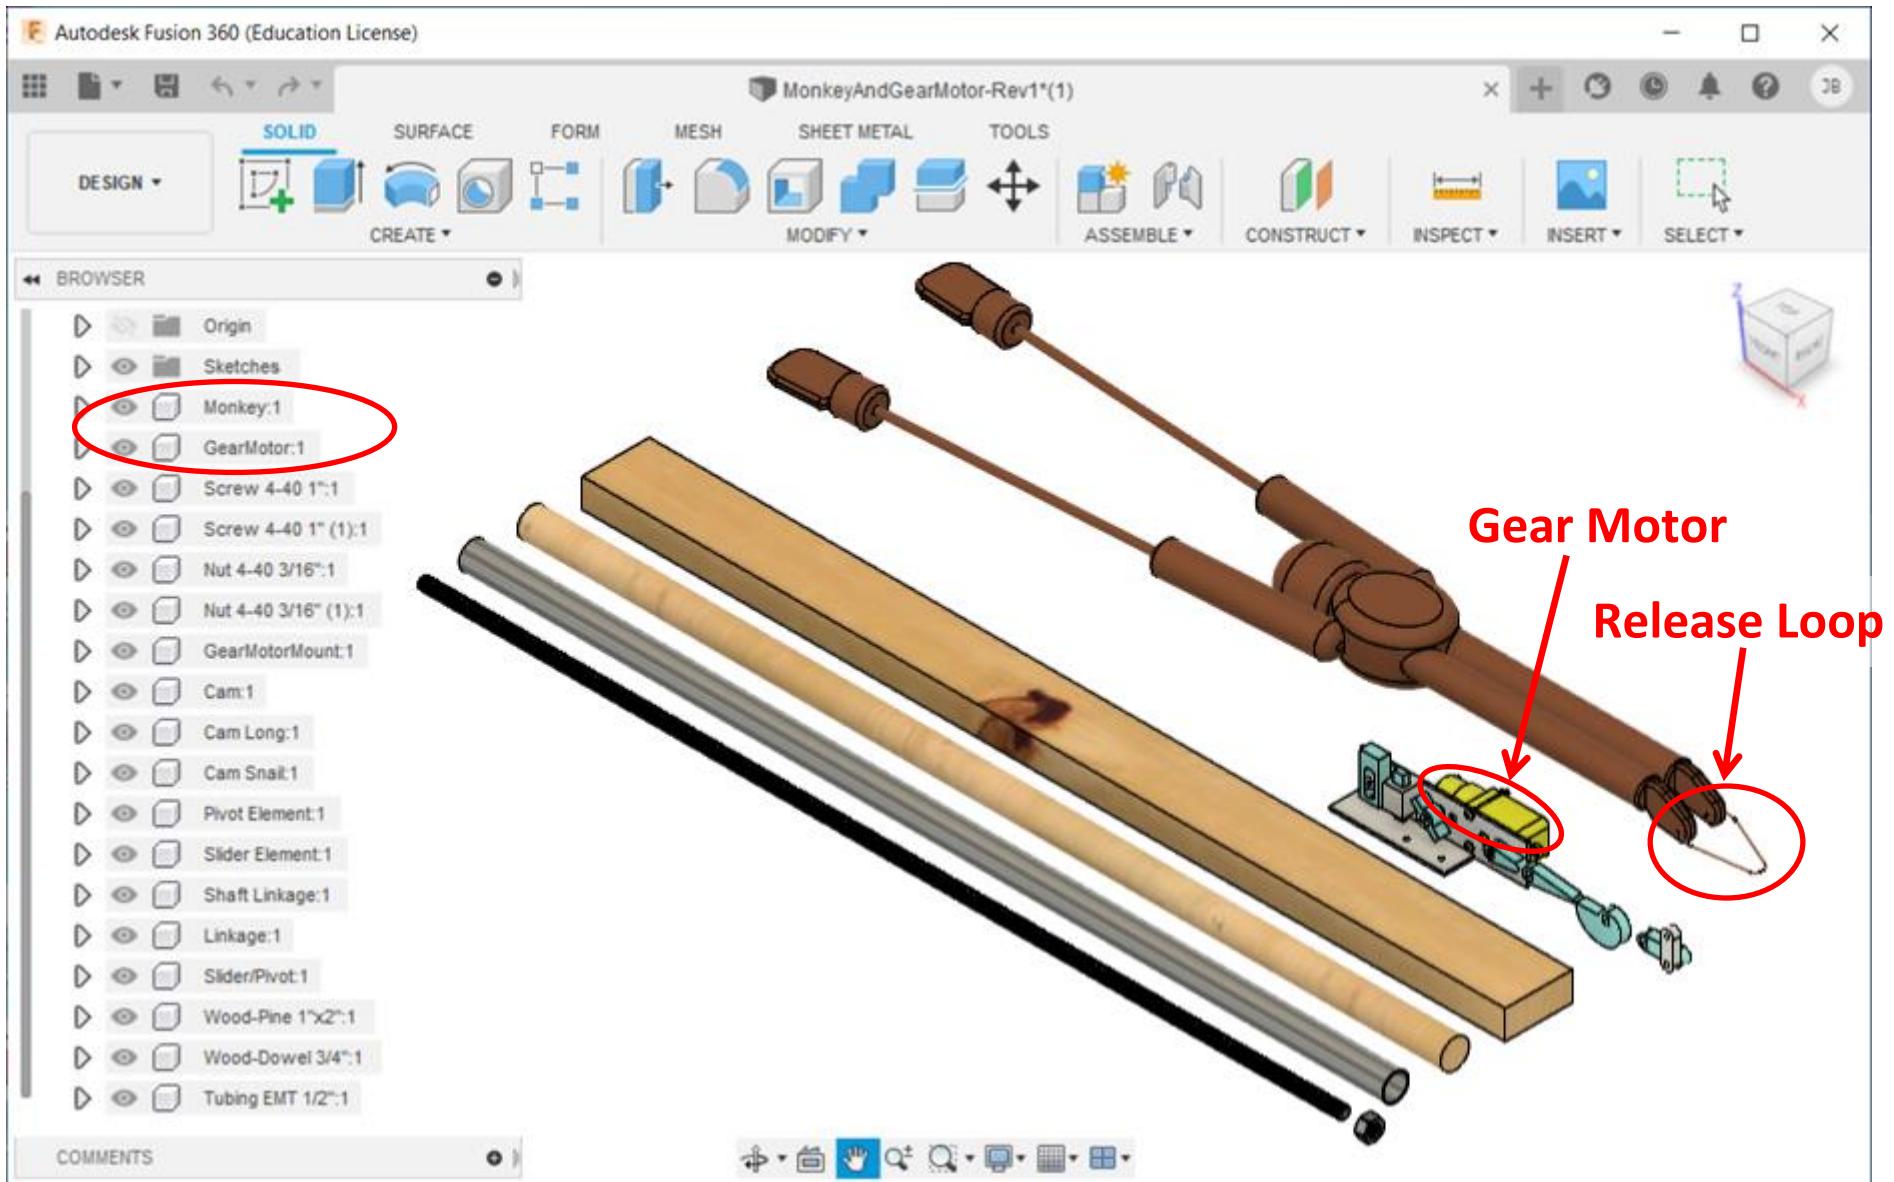 Autodesk Fusion 360 (Education License)
MonkeyAndGearMotor-Rev1*(1)
JB
SOLID SURFACE FORM MESH SHEET METAL TOOLS
DESIGN
CREATE MODIFY ASSEMBLE CONSTRUCT INSPECT INSERT SELECT
BROWSER
Origin
Sketches
Monkey:1
GearMotor:1
Screw 4-40 1":1
Screw 4-40 1" (1):1
Nut 4-40 3/16":1
Nut 4-40 3/16" (1):1
GearMotorMount:1
Cam:1
Cam Long:1
Cam Snail:1
Pivot Element:1
Slider Element:1
Shaft Linkage:1
Linkage:1
Slider/Pivot:1
Wood-Pine 1"x2":1
Wood-Dowel 3/4":1
Tubing EMT 1/2":1
Z
FRONT
X
Gear Motor
Release Loop
COMMENTS